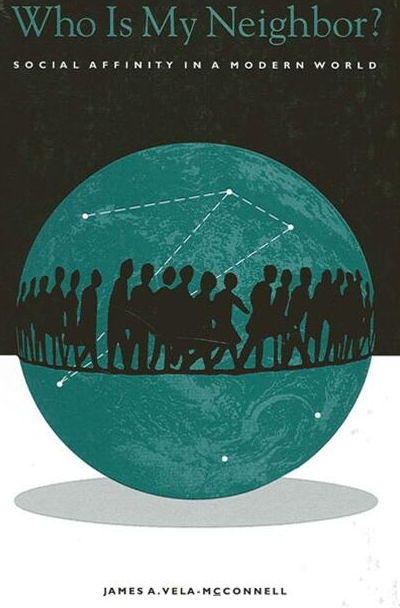 Who Is My Neighbor?
SOCIAL AFFINITY IN A MODERN WORLD
JAMES A. VELA-MCCONNELL